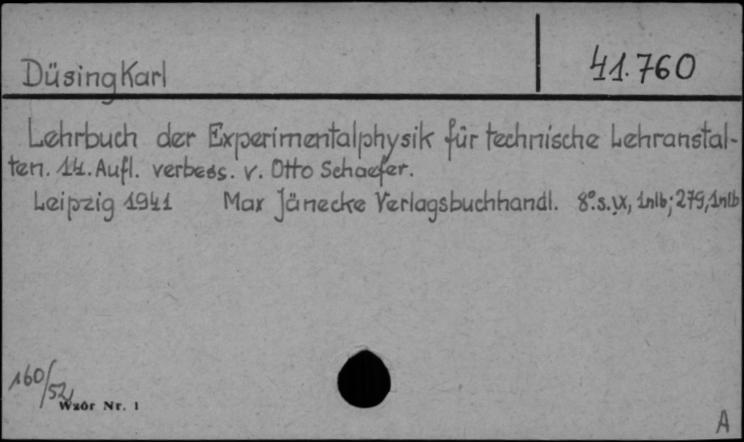 Düsing Karl
41.760
Lehrbuch der Experimentalphysik für technische Lehranstal-
ten. 14. Aufl. verbess. v. Otto Schaefer.
Leipzig 1941 Max Jänecke Verlagsbuchhandl. 8°.s.IX, 1nlb; 279, 1nlb
160/52
Wzór Nr. 1
A